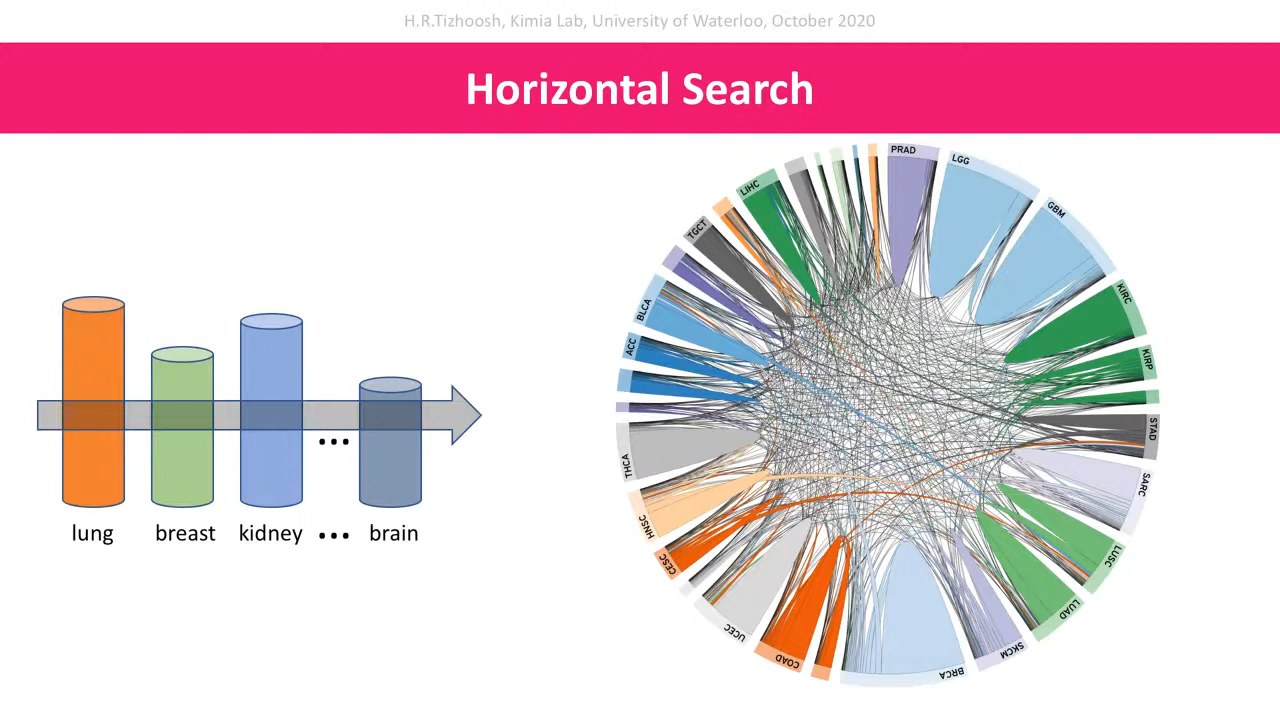 H.R.Tizhoosh, Kimia Lab, University of Waterloo, October 2020
Horizontal Search
lung breast kidney ... brain
...
PRAD
LGG
GBM
KIRC
KIRP
STAD
SARC
LUSC
LUAD
SKCM
BRCA
COAD
UCEC
CESC
HNSC
THCA
ACC
BLCA
TGCT
LIHC